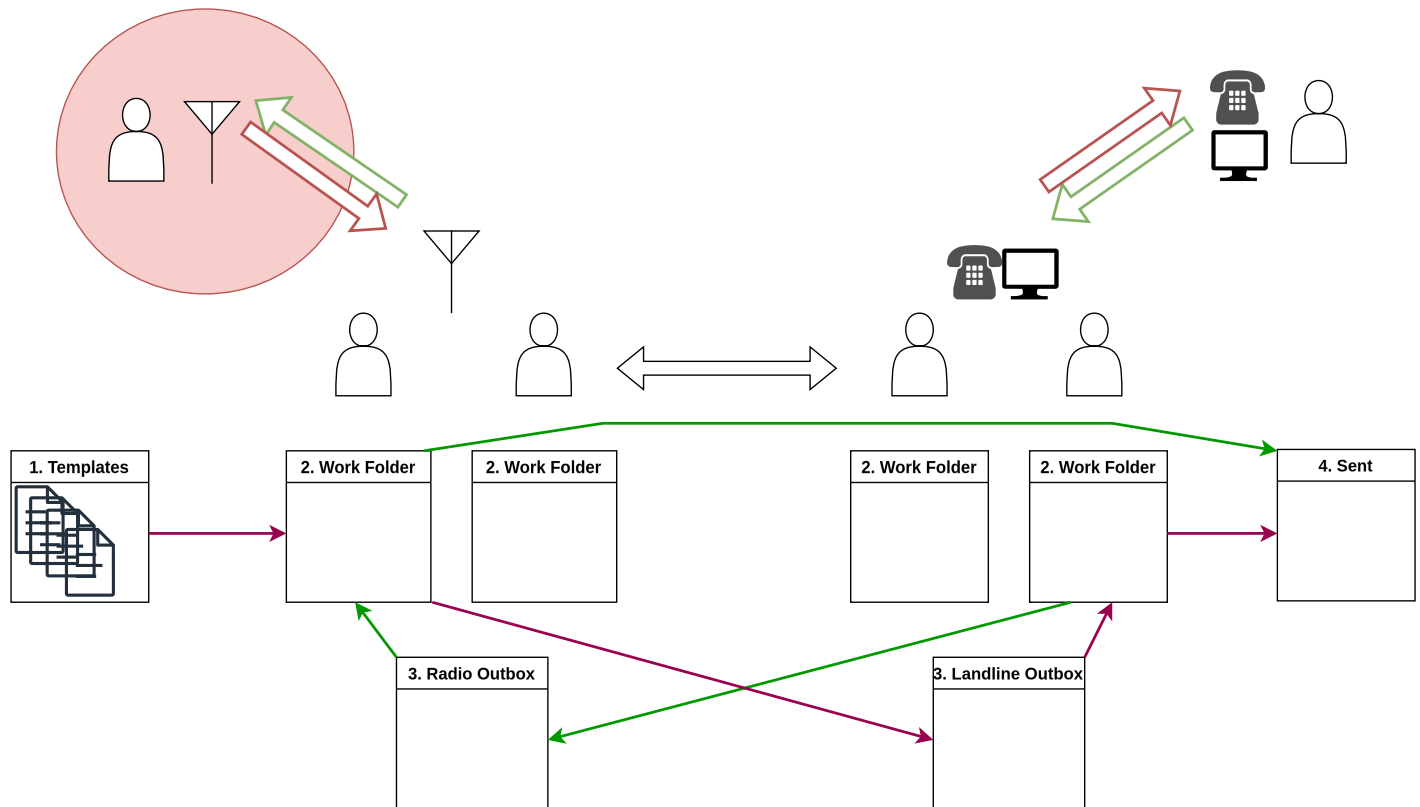 1. Templates
2. Work Folder
2. Work Folder
2. Work Folder
2. Work Folder
4. Sent
3. Radio Outbox
3. Landline Outbox